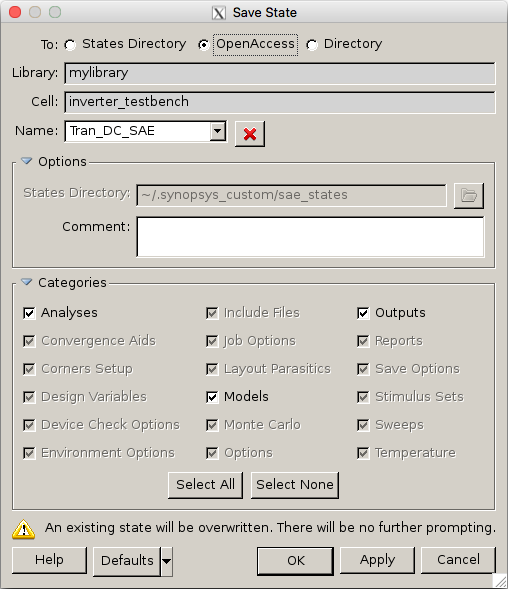 Save State
To: States Directory OpenAccess Directory
Library: mylibrary
Cell: inverter_testbench
Name: Tran_DC_SAE
Options
States Directory: ~/.synopsys_custom/sae_states
Comment:
Categories
Analyses Include Files Outputs
Convergence Aids Job Options Reports
Corners Setup Layout Parasitics Save Options
Design Variables Models Stimulus Sets
Device Check Options Monte Carlo Sweeps
Environment Options Options Temperature
Select All Select None
An existing state will be overwritten. There will be no further prompting.
Help Defaults OK Apply Cancel